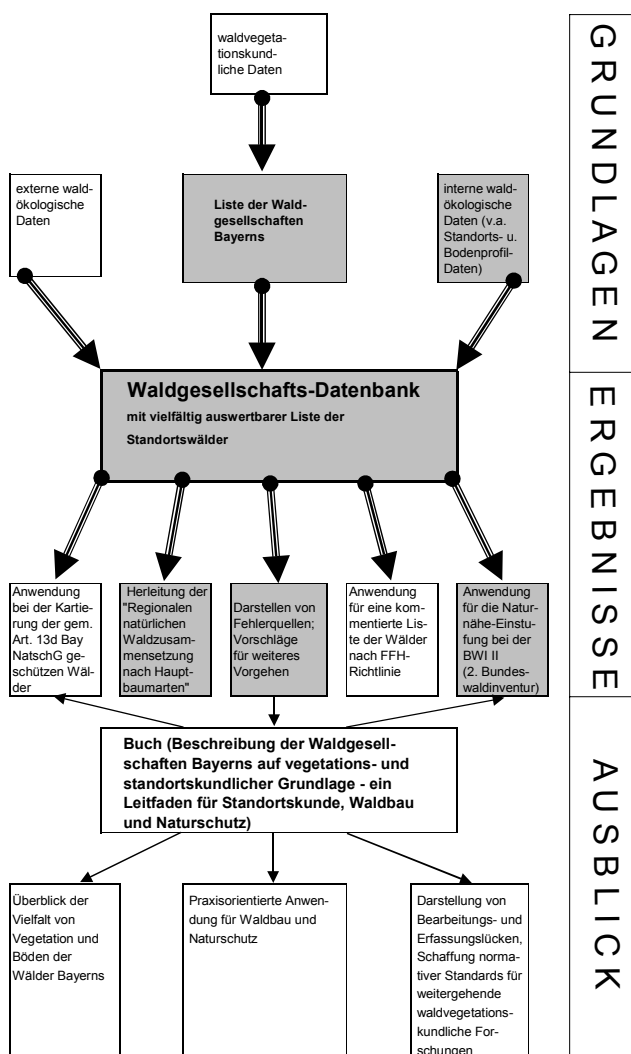 waldvegeta-
tionskund-
liche Daten
externe wald-
ökologische
Daten
Liste der Wald-
gesellschaften
Bayerns
interne wald-
ökologische
Daten (v.a.
Standorts- u.
Bodenprofil-
Daten)
GRUNDLAGEN
Waldgesellschafts-Datenbank
mit vielfältig auswertbarer Liste der
Standortswälder
ERGEBNISSE
Anwendung
bei der Kartie-
rung der gem.
Art. 13d Bay
NatschG ge-
schützen Wäl-
der
Herleitung der
"Regionalen
natürlichen
Waldzusam-
mensetzung
nach Haupt-
baumarten"
Darstellen von
Fehlerquellen;
Vorschläge
für weiteres
Vorgehen
Anwendung
für eine kom-
mentierte Lis-
te der Wälder
nach FFH-
Richtlinie
Anwendung
für die Natur-
nähe-Einstu-
fung bei der
BWI II
(2. Bundes-
waldinventur)
Buch (Beschreibung der Waldgesell-
schaften Bayerns auf vegetations- und
standortskundlicher Grundlage - ein
Leitfaden für Standortskunde, Waldbau
und Naturschutz)
AUSBLICK
Überblick der
Vielfalt von
Vegetation und
Böden der
Wälder Bayerns
Praxisorientierte Anwen-
dung für Waldbau und
Naturschutz
Darstellung von
Bearbeitungs- und
Erfassungslücken,
Schaffung norma-
tiver Standards für
weitergehende
waldvegetations-
kundliche For-
schungen